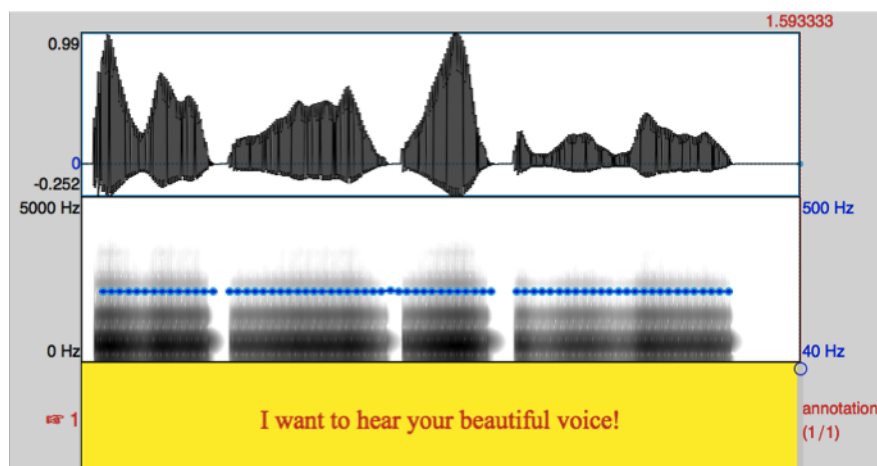 1.593333
0.99
0
-0.252
5000 Hz
500 Hz
0 Hz
40 Hz
☞ 1
I want to hear your beautiful voice!
annotation
(1/1)